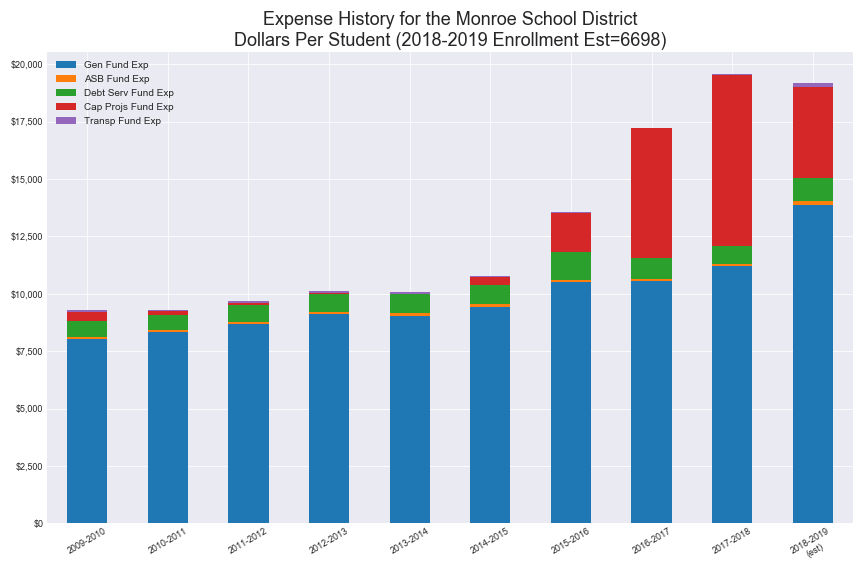 Expense History for the Monroe School District
Dollars Per Student (2018-2019 Enrollment Est=6698)
$20,000
$17,500
$15,000
$12,500
$10,000
$7,500
$5,000
$2,500
$0
Gen Fund Exp
ASB Fund Exp
Debt Serv Fund Exp
Cap Projs Fund Exp
Transp Fund Exp
2009-2010
2010-2011
2011-2012
2012-2013
2013-2014
2014-2015
2015-2016
2016-2017
2017-2018
2018-2019
(est)